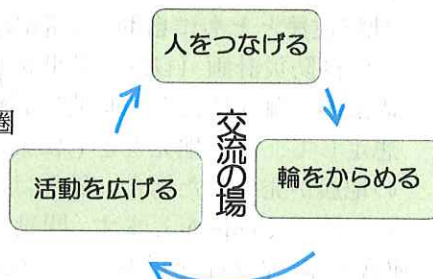 人をつなげる
圏
交流の場
活動を広げる
輪をからめる